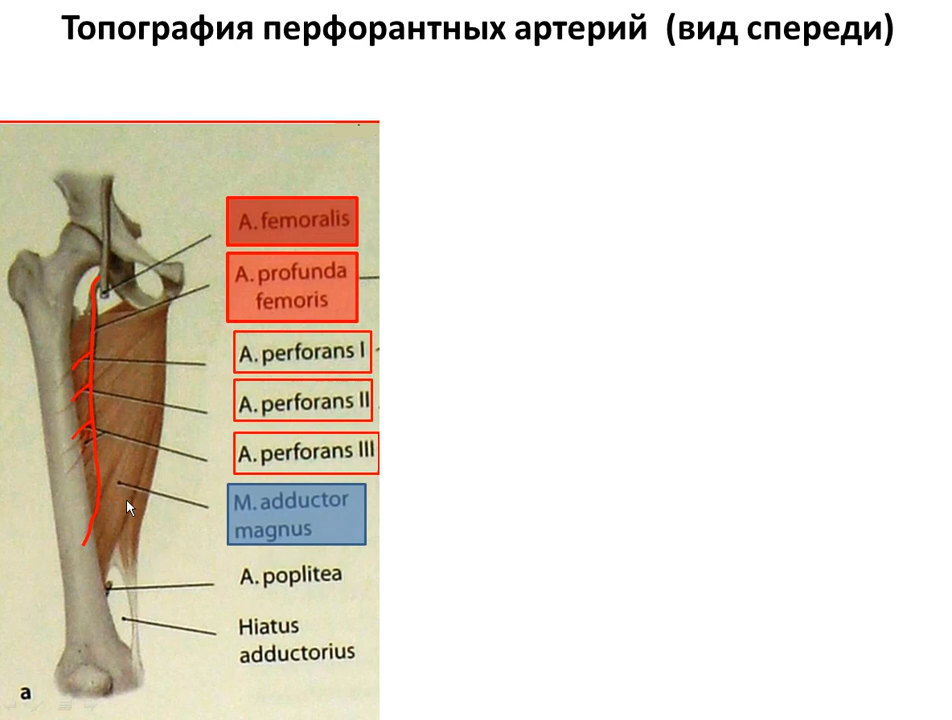 Топография перфорантных артерий (вид спереди)
A. femoralis
A. profunda
femoris
A. perforans I
A. perforans II
A. perforans III
M. adductor
magnus
A. poplitea
Hiatus
adductorius
a